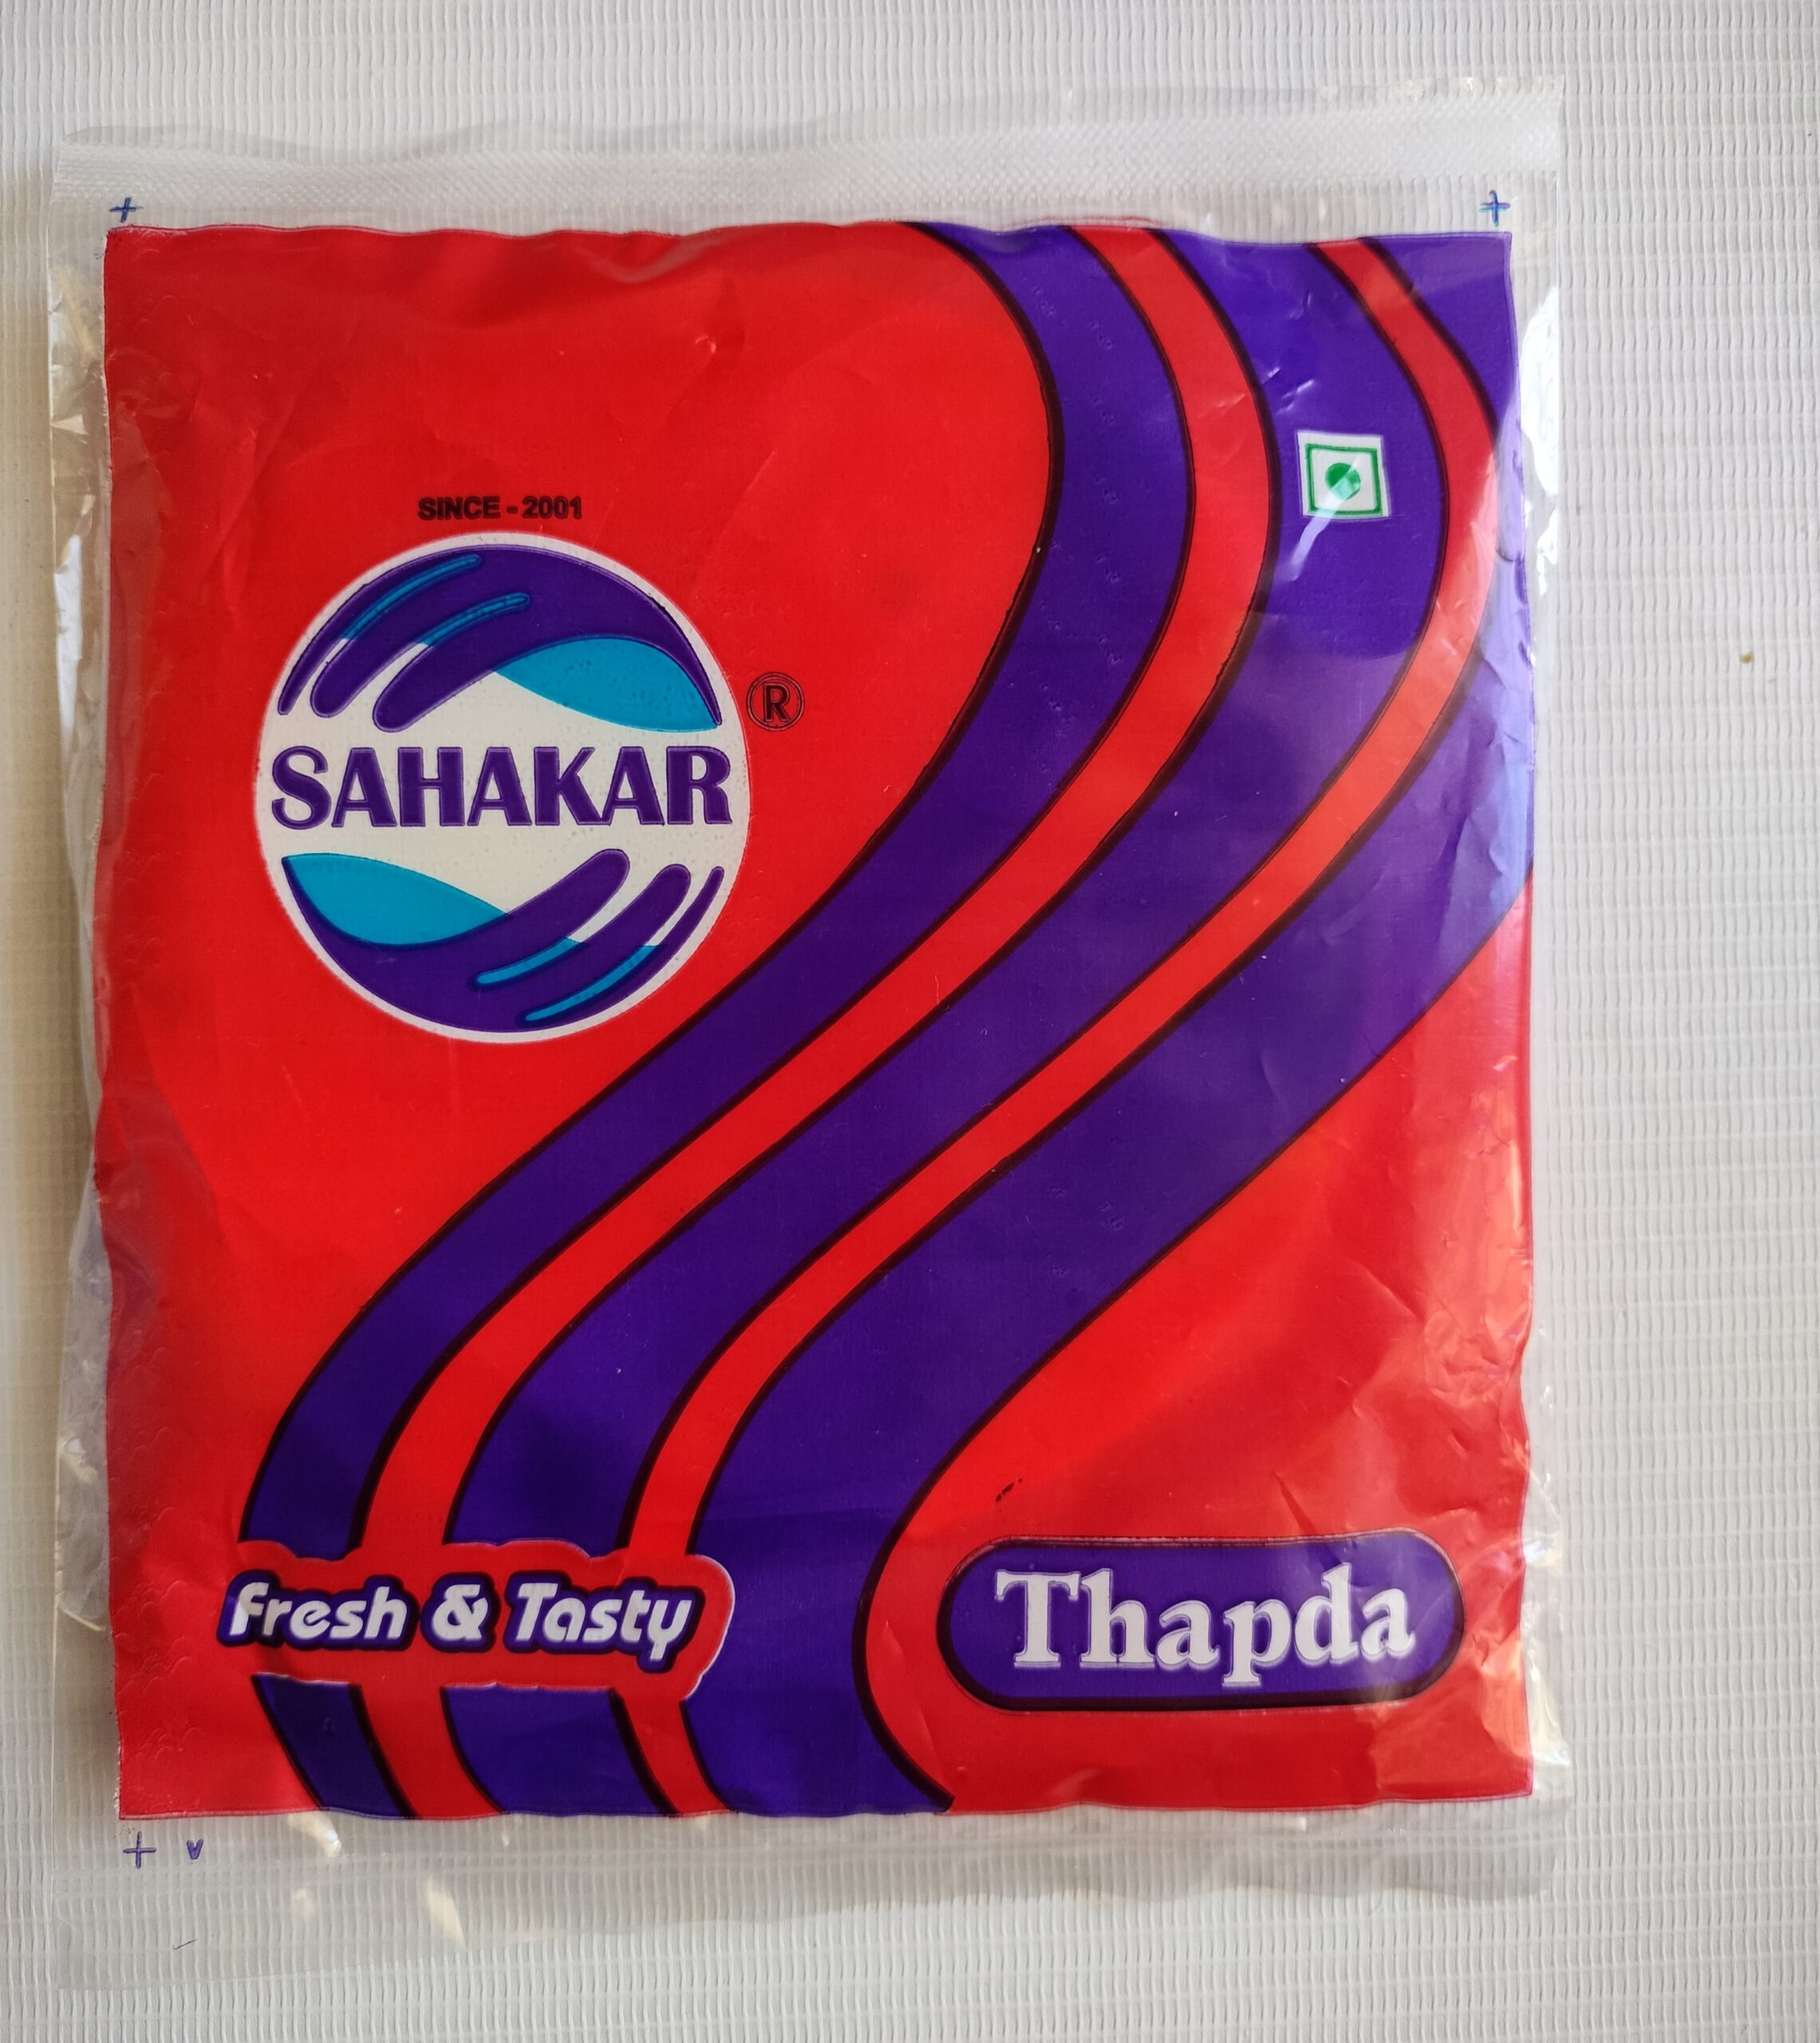 SINCE - 2001
SAHAKAR ®
Fresh & Tasty
Thapda